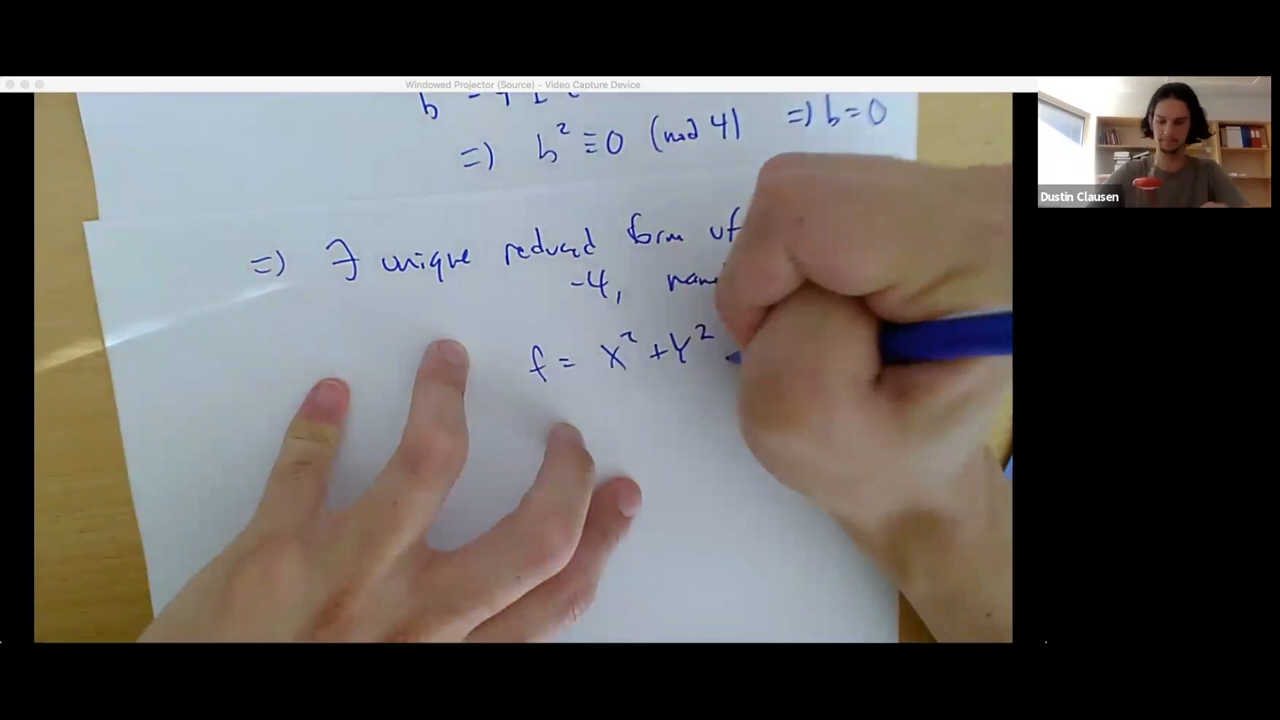 Windowed Projector (Source) - Video Capture Device
=) b² ≡ 0 (mod 4) =) b = 0
=) ∃ unique reduced form of
-4,
f = X² + Y²
Dustin Clausen